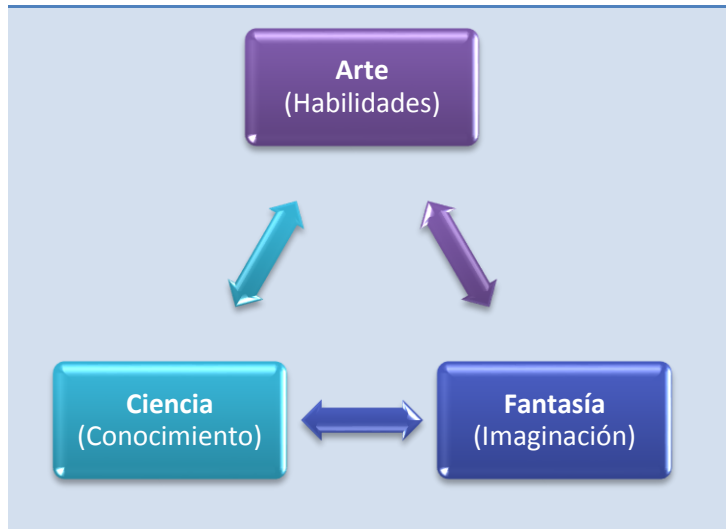 Arte
(Habilidades)
Ciencia
(Conocimiento)
Fantasía
(Imaginación)